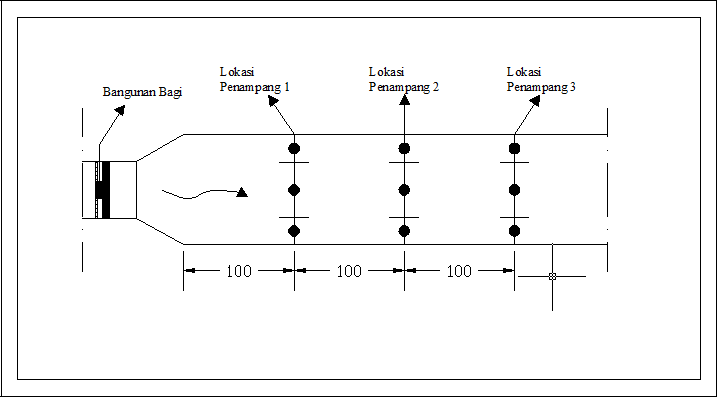 Bangunan Bagi
Lokasi
Penampang 1
Lokasi
Penampang 2
Lokasi
Penampang 3
100
100
100